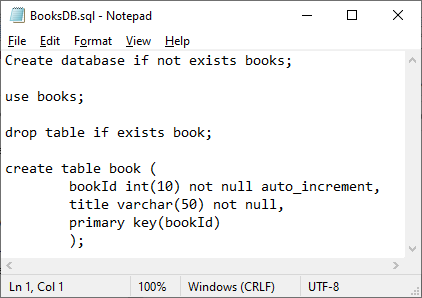 BooksDB.sql - Notepad
File Edit Format View Help
Create database if not exists books;
use books;
drop table if exists book;
create table book (
bookId int(10) not null auto_increment,
title varchar(50) not null,
primary key(bookId)
);
Ln 1, Col 1 100% Windows (CRLF) UTF-8